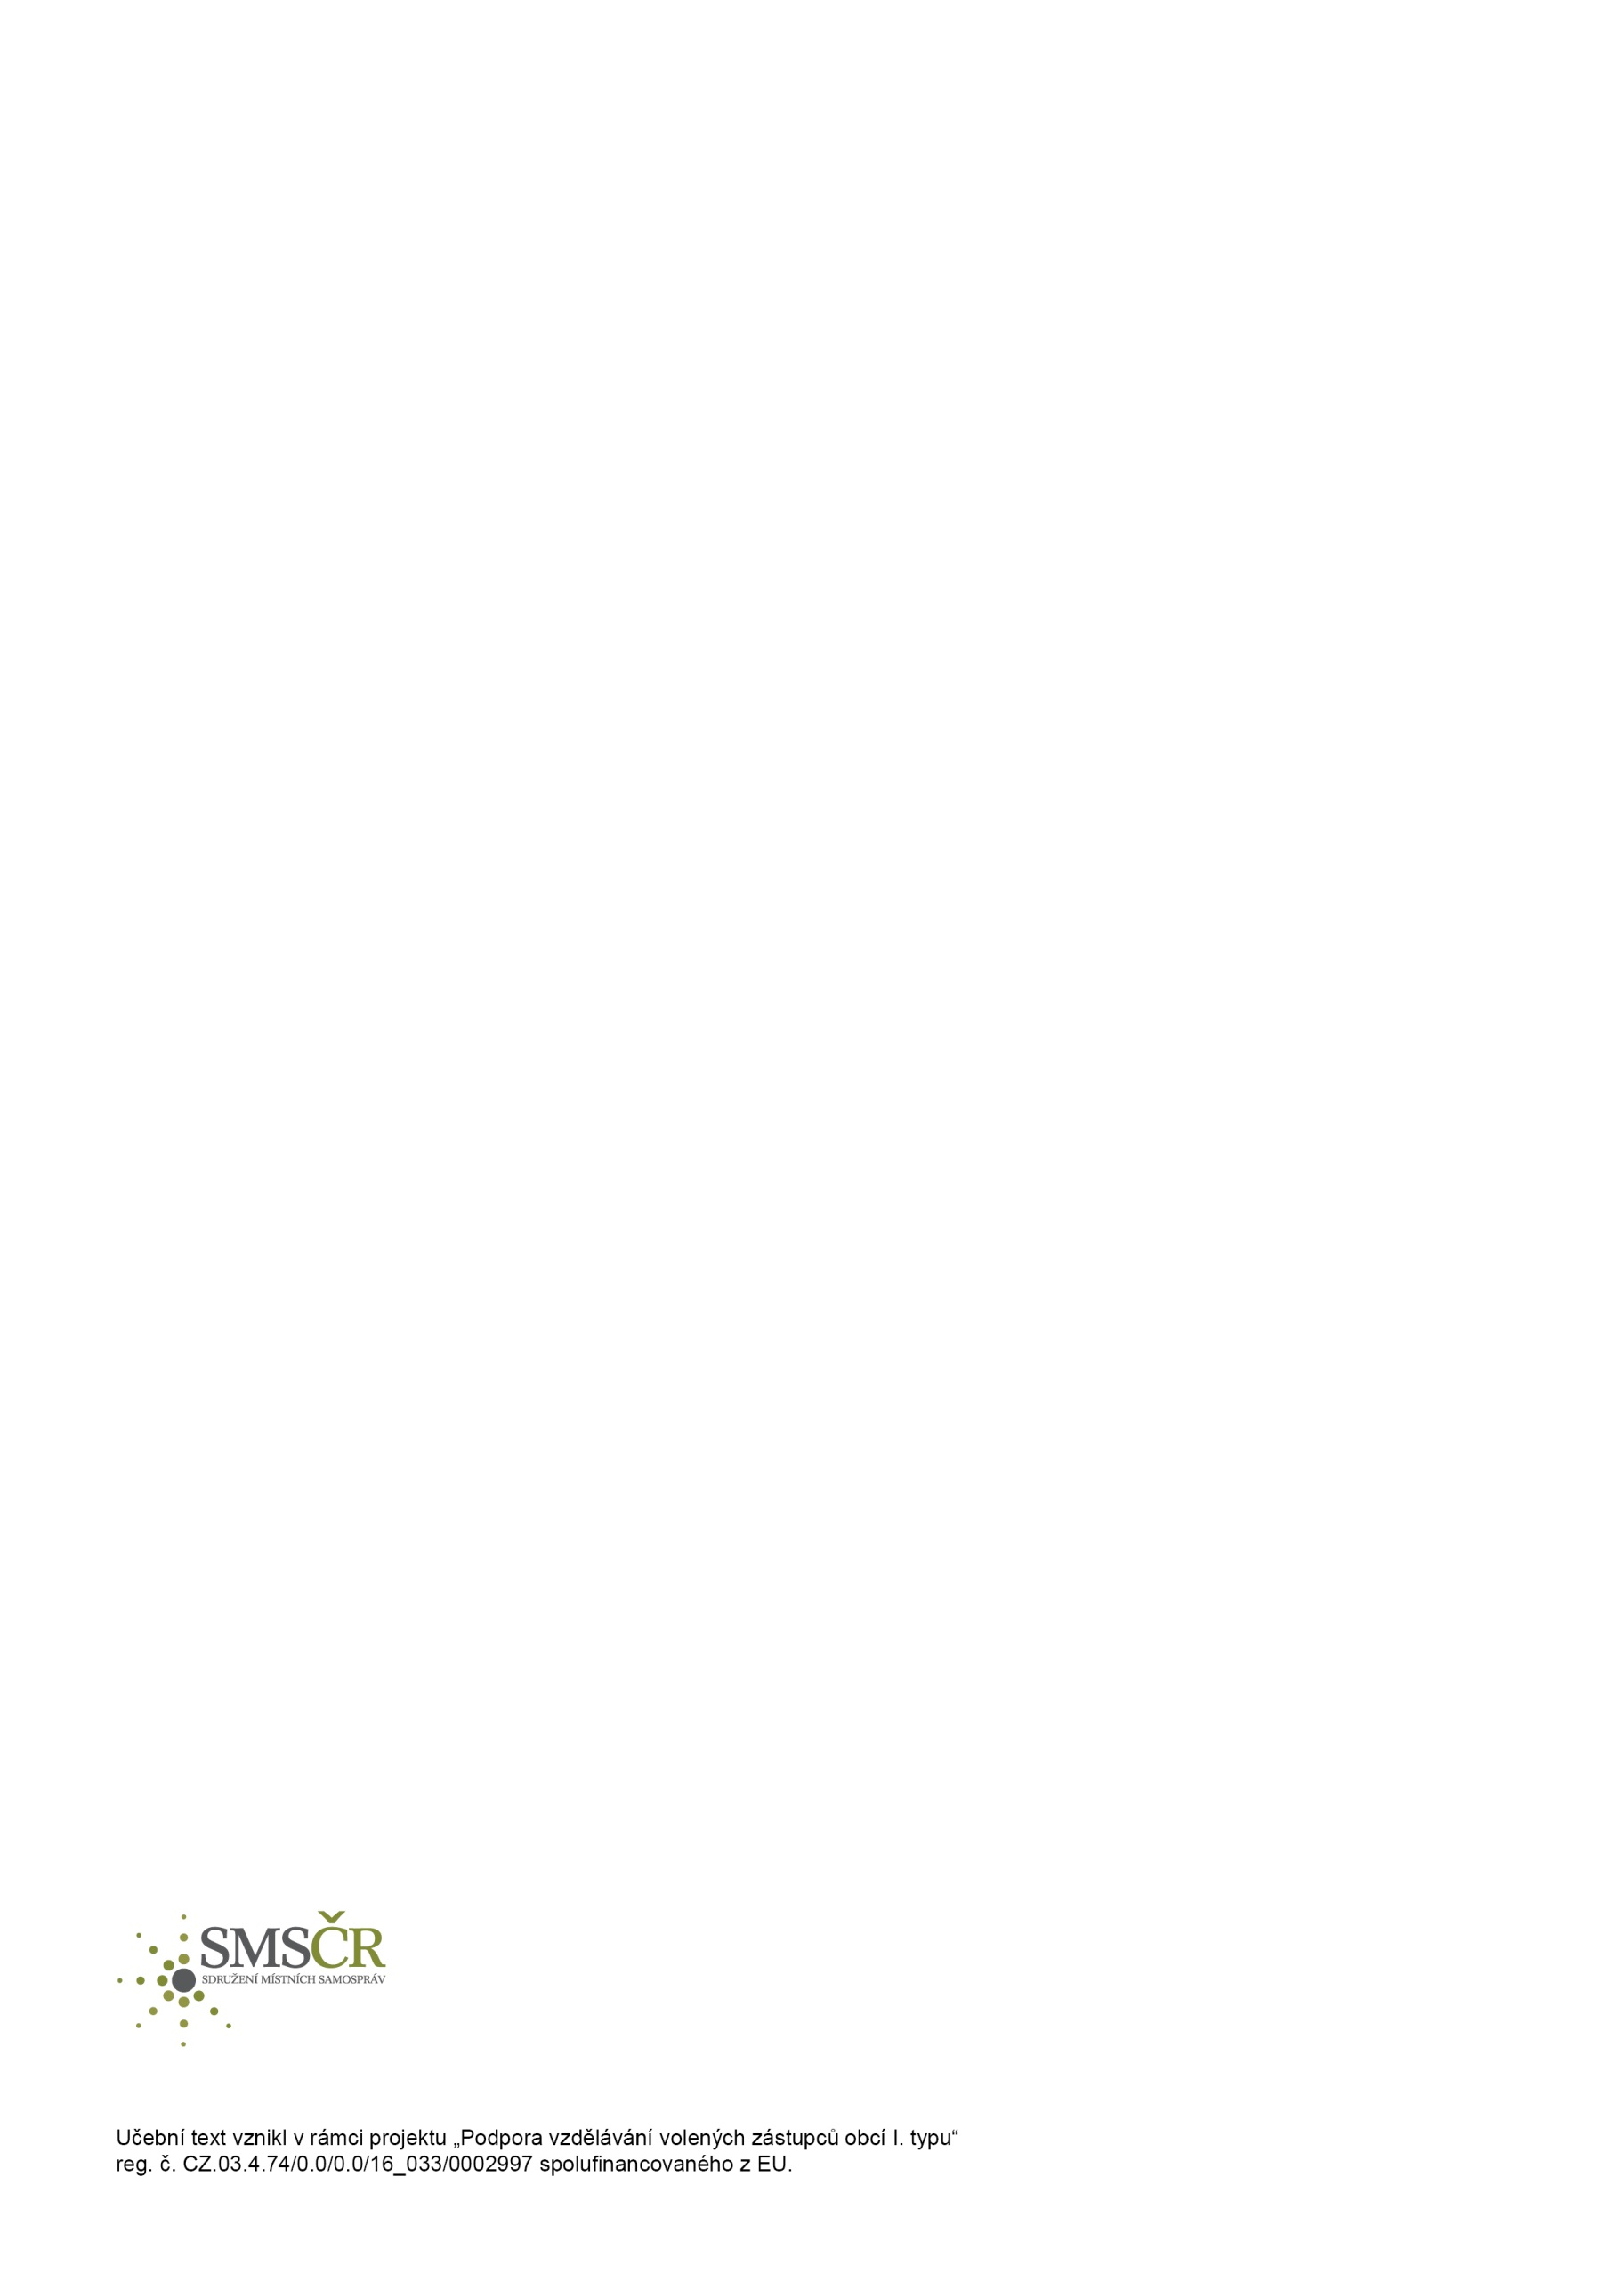 SMSČR
SDRUŽENÍ MÍSTNÍCH SAMOSPRÁV
Učební text vznikl v rámci projektu „Podpora vzdělávání volených zástupců obcí I. typu“
reg. č. CZ.03.4.74/0.0/0.0/16_033/0002997 spolufinancovaného z EU.